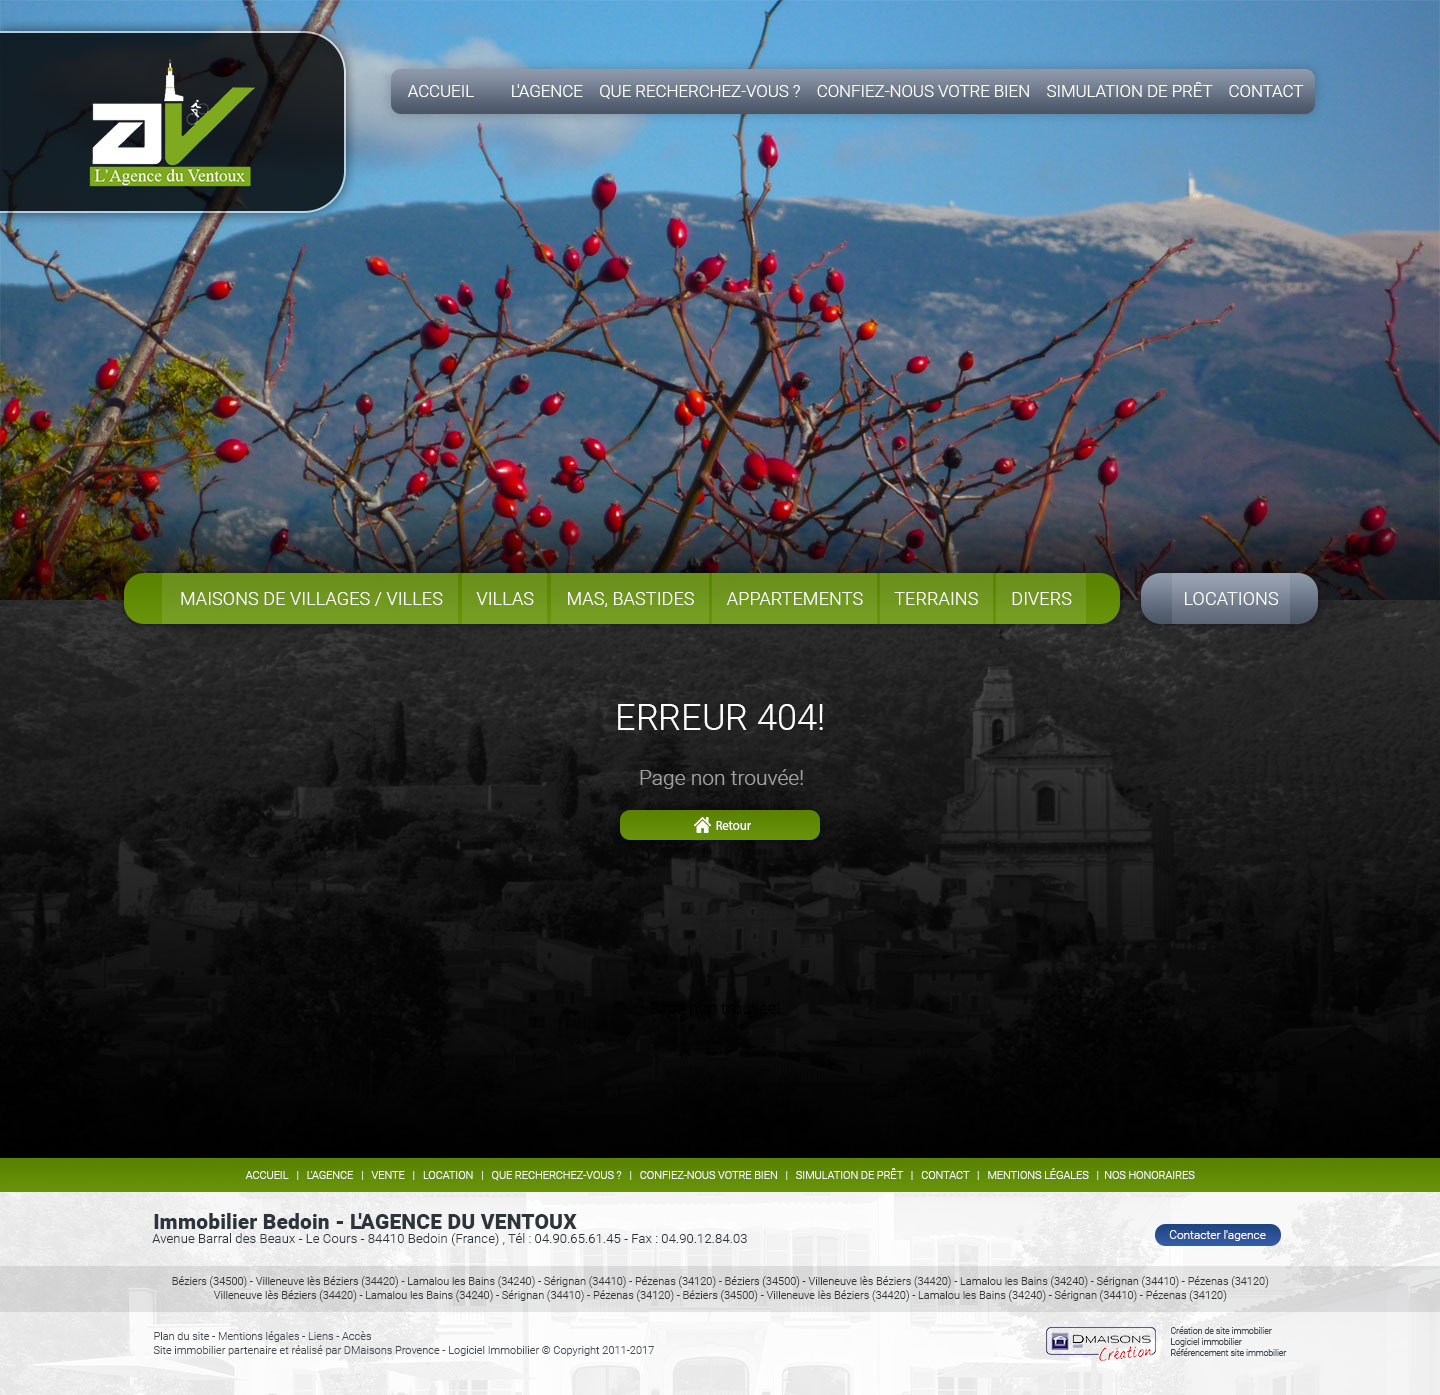 aV
L'Agence du Ventoux
ACCUEIL L'AGENCE QUE RECHERCHEZ-VOUS ? CONFIEZ-NOUS VOTRE BIEN SIMULATION DE PRÊT CONTACT
MAISONS DE VILLAGES / VILLES VILLAS MAS, BASTIDES APPARTEMENTS TERRAINS DIVERS LOCATIONS
ERREUR 404!
Page non trouvée!
Retour
Page non trouvée!
ACCUEIL | L'AGENCE | VENTE | LOCATION | QUE RECHERCHEZ-VOUS ? | CONFIEZ-NOUS VOTRE BIEN | SIMULATION DE PRÊT | CONTACT | MENTIONS LÉGALES | NOS HONORAIRES
Immobilier Bedoin - L'AGENCE DU VENTOUX
Avenue Barral des Beaux - Le Cours - 84410 Bedoin (France) , Tél : 04.90.65.61.45 - Fax : 04.90.12.84.03
Contacter l'agence
Béziers (34500) - Villeneuve lès Béziers (34420) - Lamalou les Bains (34240) - Sérignan (34410) - Pézenas (34120) - Béziers (34500) - Villeneuve lès Béziers (34420) - Lamalou les Bains (34240) - Sérignan (34410) - Pézenas (34120)
Villeneuve lès Béziers (34420) - Lamalou les Bains (34240) - Sérignan (34410) - Pézenas (34120) - Béziers (34500) - Villeneuve lès Béziers (34420) - Lamalou les Bains (34240) - Sérignan (34410) - Pézenas (34120)
Plan du site - Mentions légales - Liens - Accès
Site immobilier partenaire et réalisé par DMaisons Provence - Logiciel Immobilier © Copyright 2011-2017
DMAISONS
Création
Création de site immobilier
Logiciel immobilier
Référencement site immobilier